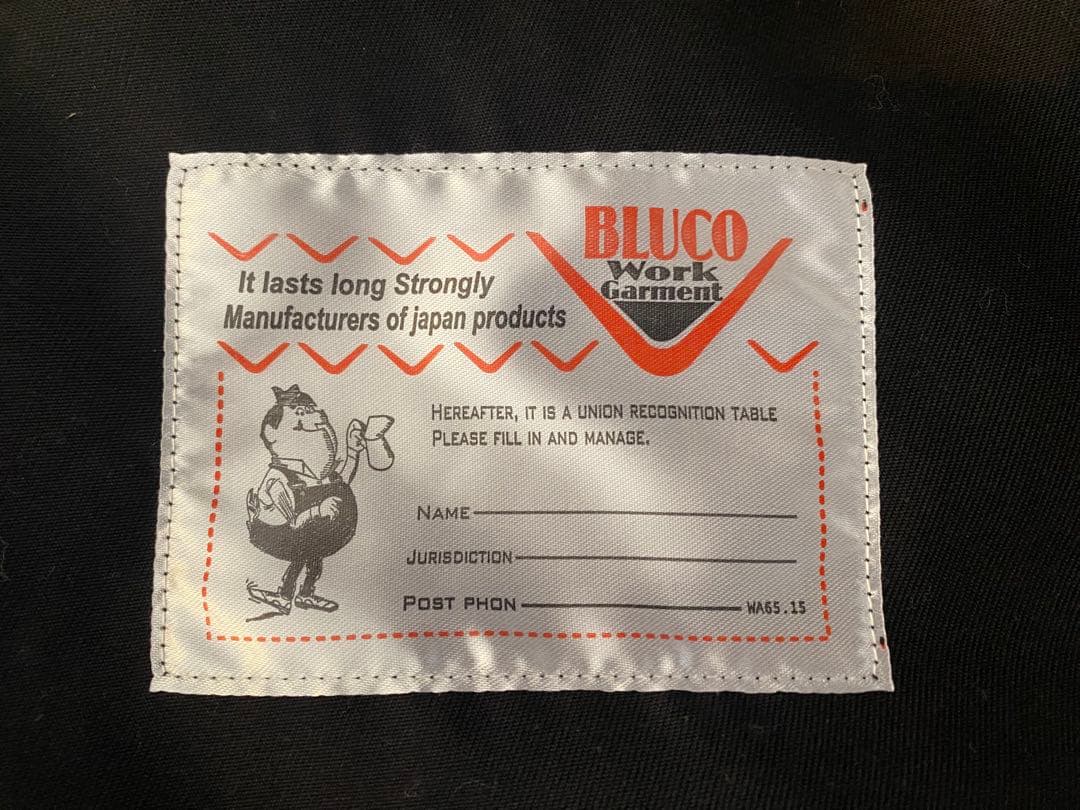 BLUCO
Work
Garment
It lasts long Strongly
Manufacturers of japan products
HEREAFTER, IT IS A UNION RECOGNITION TABLE
PLEASE FILL IN AND MANAGE.
NAME
JURISDICTION
POST PHON
WA65.15